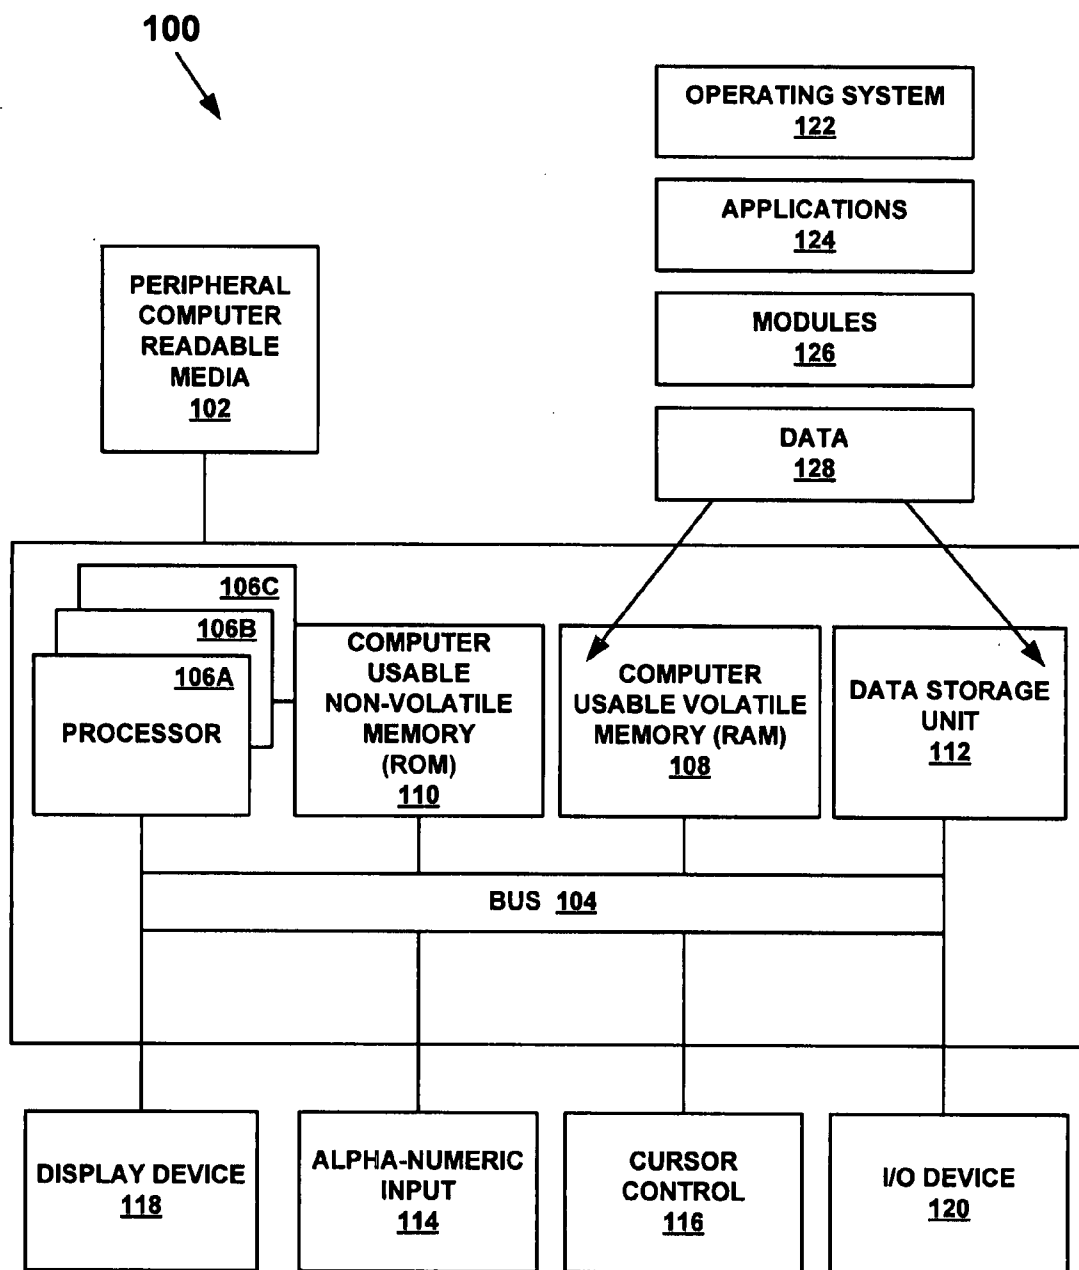 100
OPERATING SYSTEM
122
APPLICATIONS
124
MODULES
126
DATA
128
PERIPHERAL
COMPUTER
READABLE
MEDIA
102
106C
106B
106A
PROCESSOR
COMPUTER
USABLE
NON-VOLATILE
MEMORY
(ROM)
110
COMPUTER
USABLE VOLATILE
MEMORY (RAM)
108
DATA STORAGE
UNIT
112
BUS 104
DISPLAY DEVICE
118
ALPHA-NUMERIC
INPUT
114
CURSOR
CONTROL
116
I/O DEVICE
120